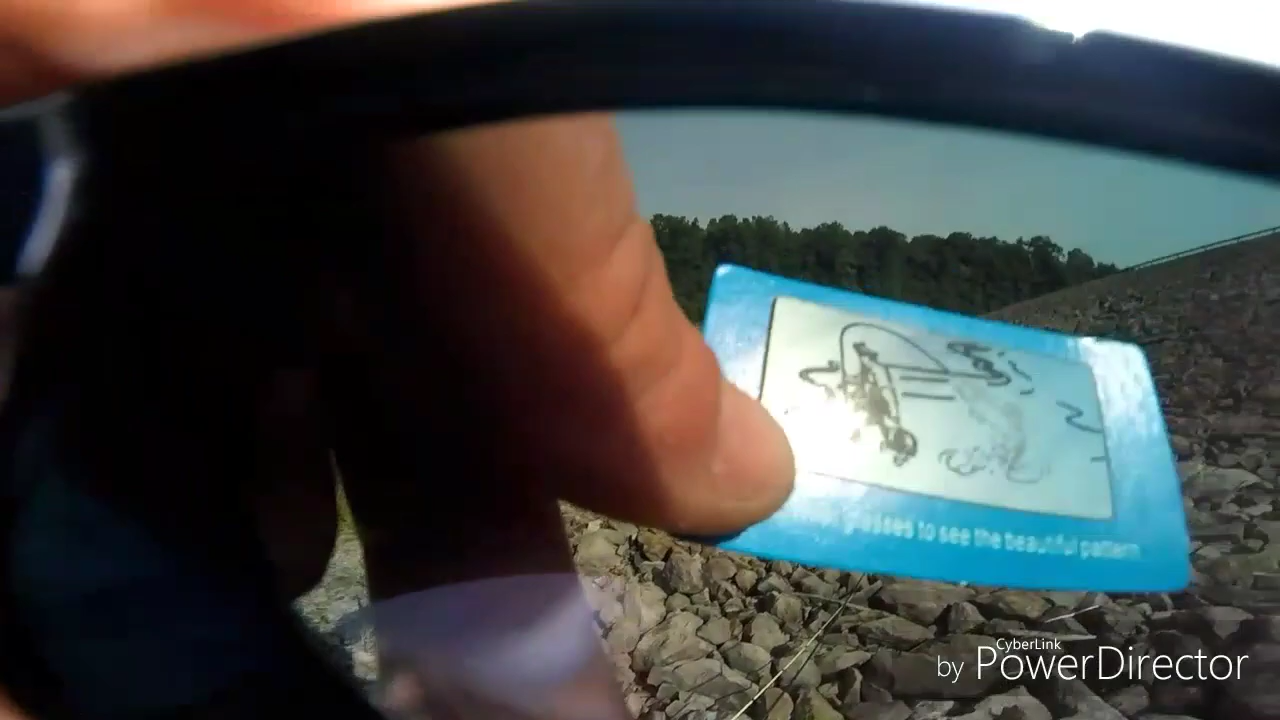 glasses to see the beautiful pattern
CyberLink
by PowerDirector